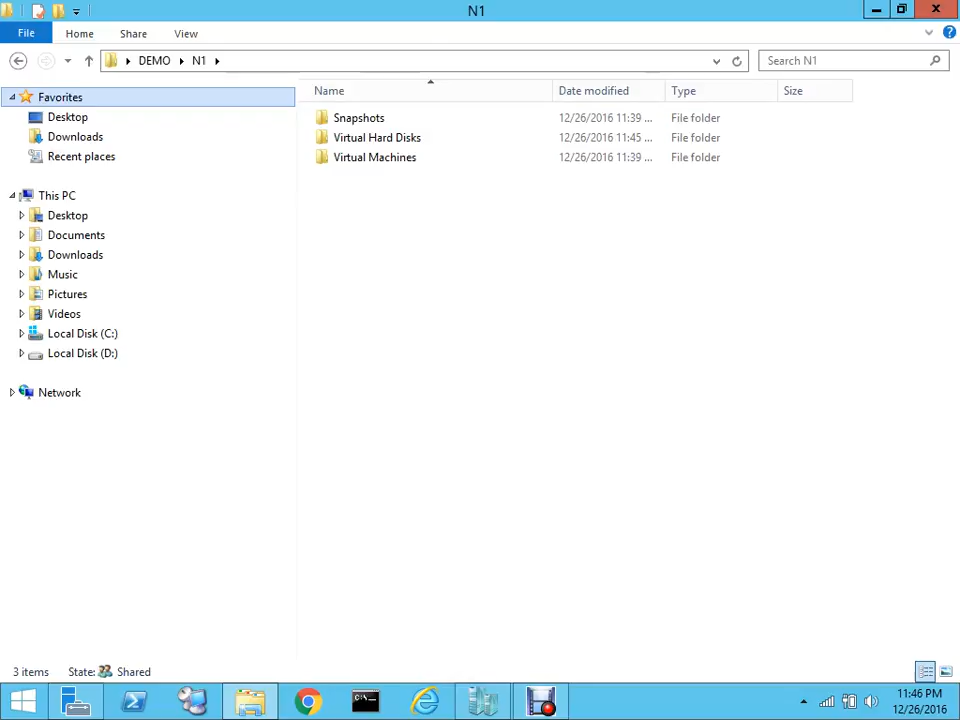 N1
File Home Share View
DEMO N1 Search N1
Name Date modified Type Size
Favorites
Desktop
Downloads
Recent places
This PC
Desktop
Documents
Downloads
Music
Pictures
Videos
Local Disk (C:)
Local Disk (D:)
Network
Snapshots 12/26/2016 11:39 ... File folder
Virtual Hard Disks 12/26/2016 11:45 ... File folder
Virtual Machines 12/26/2016 11:39 ... File folder
3 items State: Shared
11:46 PM
12/26/2016